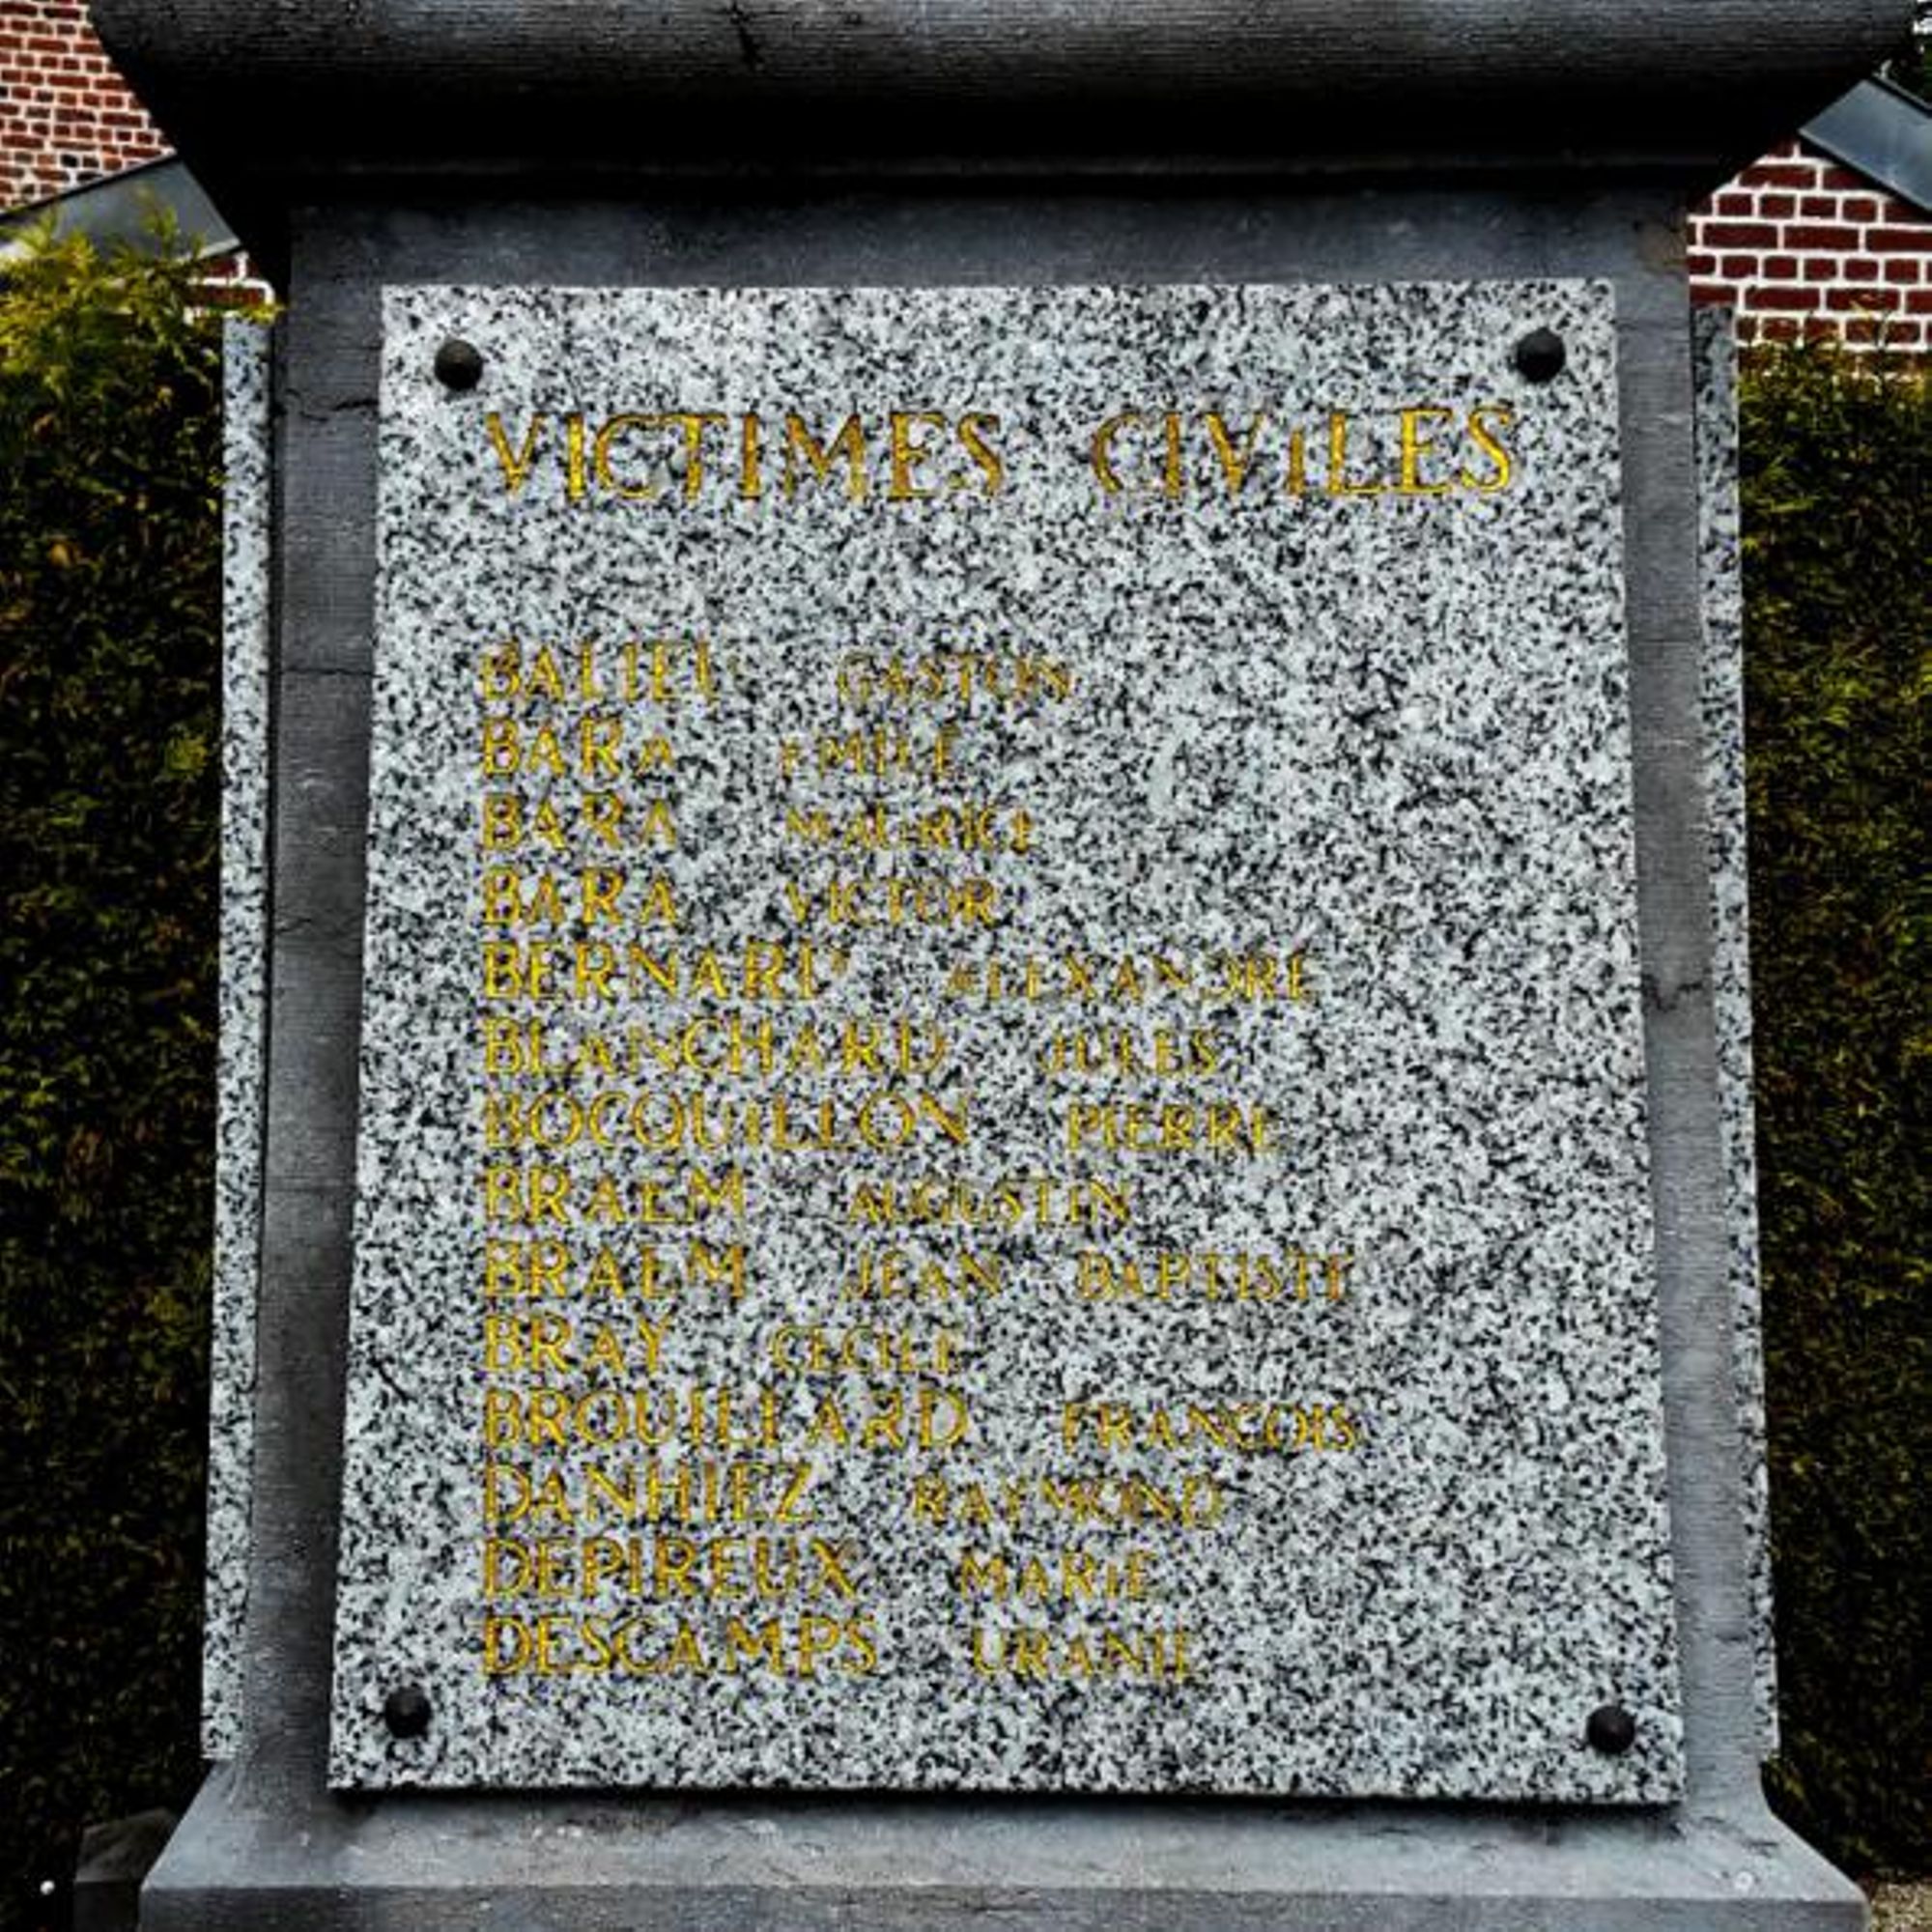 VICTIMES CIVILES
BALIEU GASTON
BARA EMILE
BARA MAURICE
BARA VICTOR
BERNARD ALEXANDRE
BLANCHARD JULES
BOCQUILLON PIERRE
BRAEM AUGUSTIN
BRAEM JEAN BAPTISTE
BRAY CECILE
BROUILLARD FRANCOIS
DANHIEZ RAYMOND
DEPIREUX MARIE
DESCAMPS URANIE